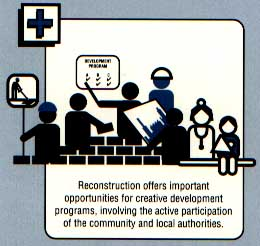 DEVELOPMENT
PROGRAM
Reconstruction offers important
opportunities for creative development
programs, involving the active participation
of the community and local authorities.